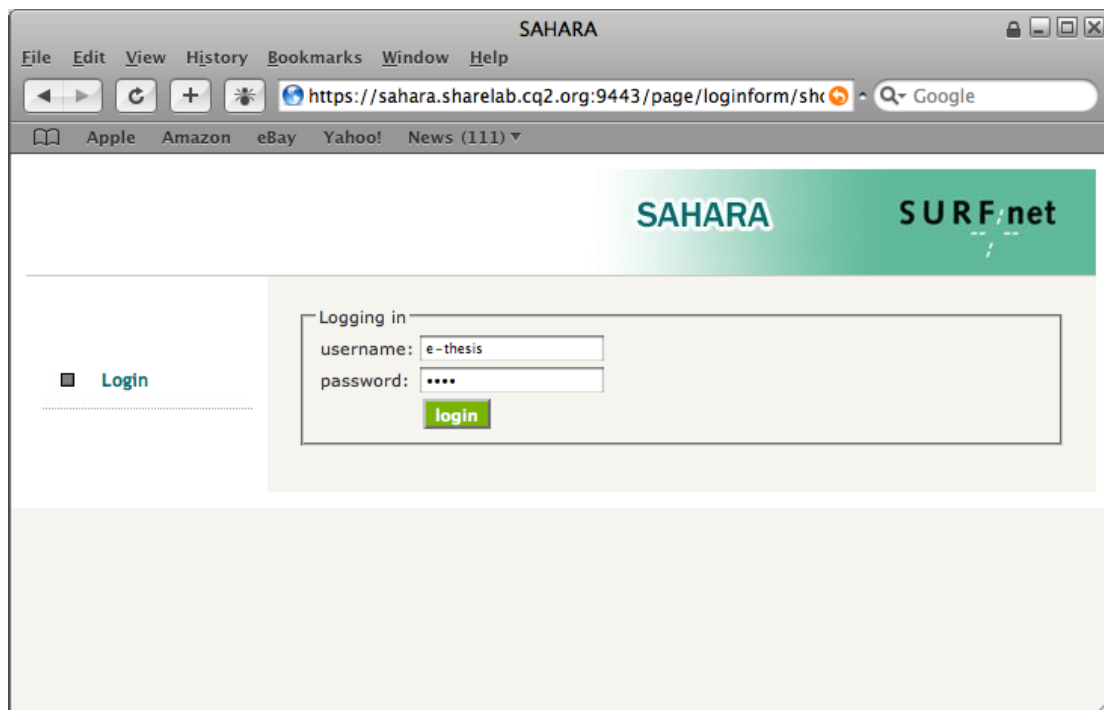 SAHARA
File Edit View History Bookmarks Window Help
https://sahara.sharelab.cq2.org:9443/page/loginform/sh Google
Apple Amazon eBay Yahoo! News (111)
SAHARA SURFnet
Logging in
username: e-thesis
Login
password: ••••
login